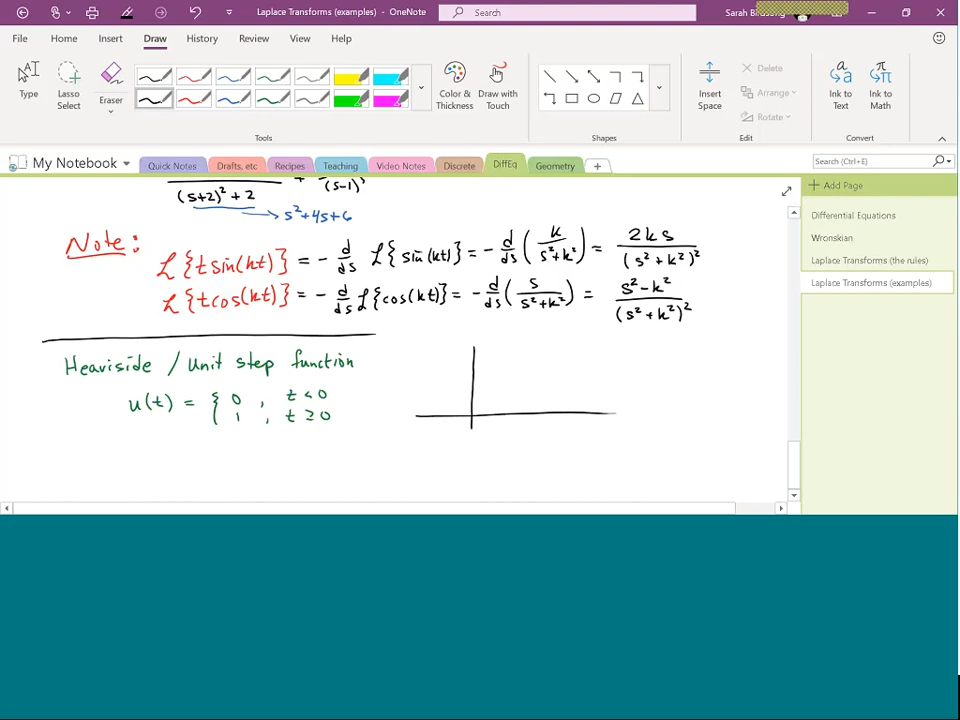 Laplace Transforms (examples) - OneNote
Search
Sarah
File Home Insert Draw History Review View Help
Type
Lasso Select
Eraser
Color & Thickness
Draw with Touch
Insert Space
Delete
Arrange
Rotate
Ink to Text
Ink to Math
Tools
Shapes
Edit
Convert
My Notebook
Quick Notes Drafts, etc Recipes Teaching Video Notes Discrete DiffEq Geometry
Search (Ctrl+E)
Add Page
Differential Equations
Wronskian
Laplace Transforms (the rules)
Laplace Transforms (examples)
(s+2)² + 2 + (s-1)³
→ s²+4s+6
Note:
ℒ{t sin(kt)} = - d/ds ℒ{sin(kt)} = - d/ds (k/(s²+k²)) = 2ks/(s²+k²)²
ℒ{t cos(kt)} = - d/ds ℒ{cos(kt)} = - d/ds (s/(s²+k²)) = (s²-k²)/(s²+k²)²
Heaviside / Unit step function
u(t) = { 0 , t < 0
1 , t ≥ 0